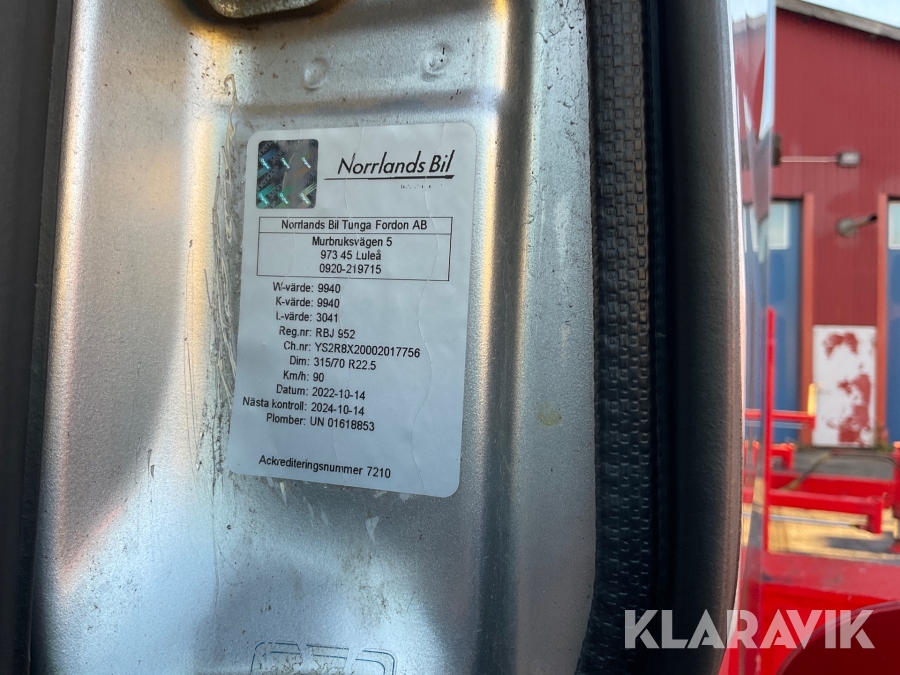 Norrlands Bil
Norrlands Bil Tunga Fordon AB
Murbruksvägen 5
973 45 Luleå
0920-219715
W-värde: 9940
K-värde: 9940
L-värde: 3041
Reg.nr: RBJ 952
Ch.nr: YS2R8X20002017756
Dim: 315/70 R22.5
Km/h: 90
Datum: 2022-10-14
Nästa kontroll: 2024-10-14
Plomber: UN 01618853
Ackrediteringsnummer 7210
KLARAVIK